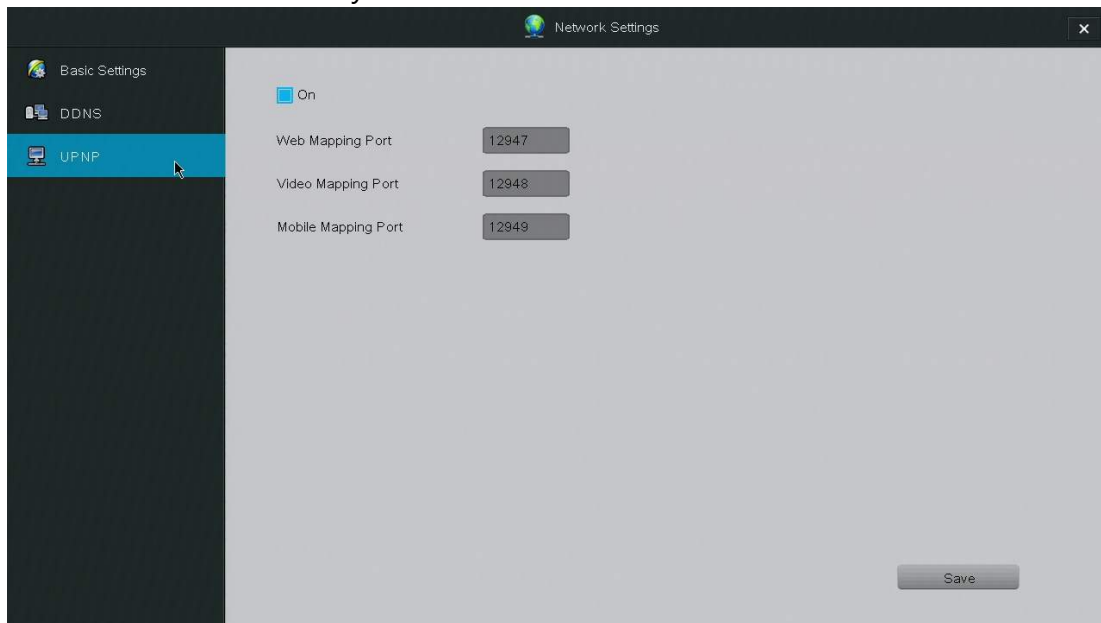 Network Settings
Basic Settings
DDNS
UPNP
On
Web Mapping Port 12947
Video Mapping Port 12948
Mobile Mapping Port 12949
Save